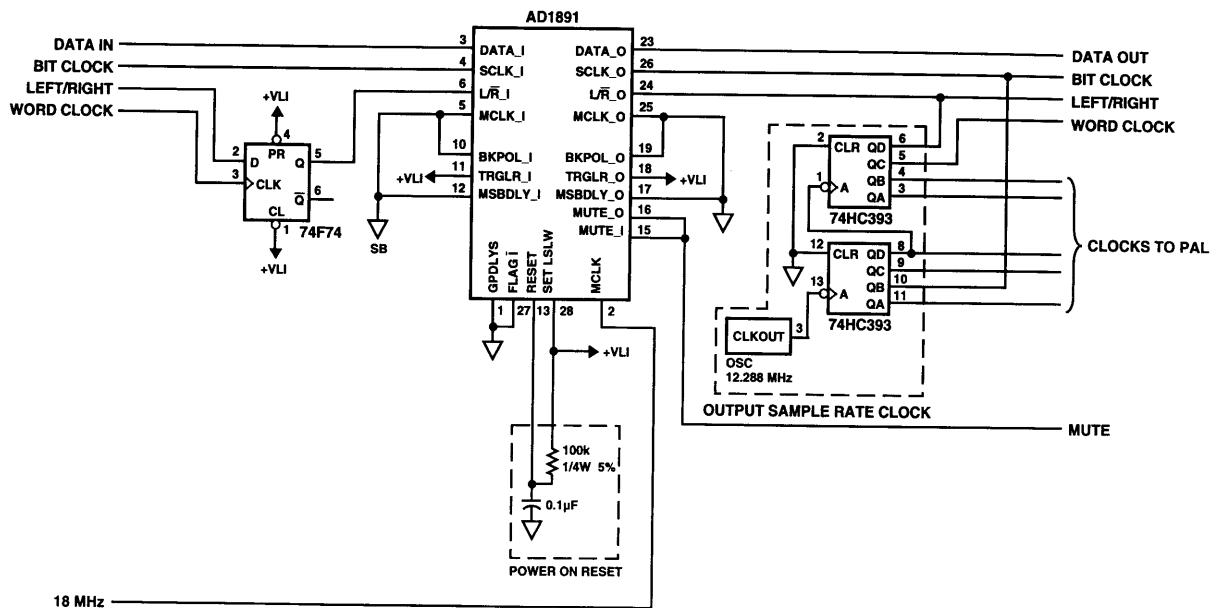 AD1891
DATA IN
BIT CLOCK
LEFT/RIGHT
WORD CLOCK
3
4
6
5
10
11
12
DATA_I
SCLK_I
L/R̅_I
MCLK_I
BKPOL_I
TRGLR_I
MSBDLY_I
DATA_O
SCLK_O
L/R̅_O
MCLK_O
BKPOL_O
TRGLR_O
MSBDLY_O
MUTE_O
MUTE_I
23
26
24
25
19
18
17
16
15
DATA OUT
BIT CLOCK
LEFT/RIGHT
WORD CLOCK
+VLI
4
PR
2
D
Q
5
3
CLK
Q̅
6
CL
1
74F74
+VLI
+VLI
SB
+VLI
GPDLYS
FLAG I̅
RESET
SET LSLW
MCLK
1
27
13
28
2
+VLI
2
CLR
QD
6
QC
5
QB
4
QA
3
1
A
74HC393
12
CLR
QD
8
QC
9
QB
10
QA
11
13
A
74HC393
CLOCKS TO PAL
CLKOUT
3
OSC
12.288 MHz
OUTPUT SAMPLE RATE CLOCK
MUTE
100k
1/4W 5%
0.1µF
POWER ON RESET
18 MHz